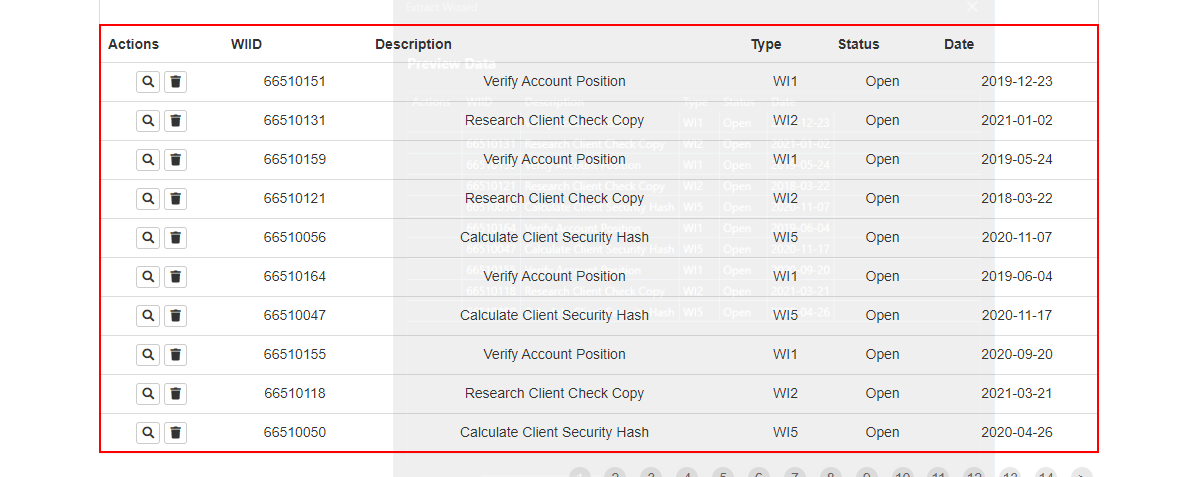 Extract Wizard
Actions WIID Description Type Status Date
Preview Data
66510151 Verify Account Position WI1 Open 2019-12-23
66510131 Research Client Check Copy WI2 Open 2021-01-02
66510159 Verify Account Position WI1 Open 2019-05-24
66510121 Research Client Check Copy WI2 Open 2018-03-22
66510056 Calculate Client Security Hash WI5 Open 2020-11-07
66510164 Verify Account Position WI1 Open 2019-06-04
66510047 Calculate Client Security Hash WI5 Open 2020-11-17
66510155 Verify Account Position WI1 Open 2020-09-20
66510118 Research Client Check Copy WI2 Open 2021-03-21
66510050 Calculate Client Security Hash WI5 Open 2020-04-26
1 2 3 4 5 6 7 8 9 10 11 12 13 14 >